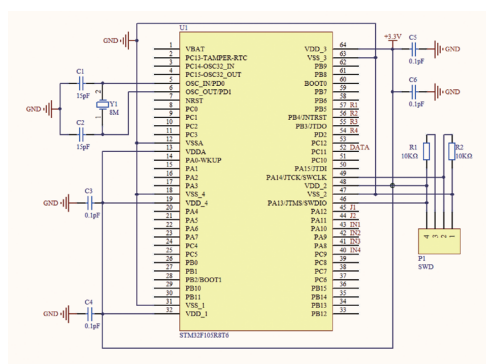 U1
+3.3V
GND
1 VBAT
2 PC13-TAMPER-RTC
3 PC14-OSC32_IN
4 PC15-OSC32_OUT
5 OSC_IN/PD0
6 OSC_OUT/PD1
7 NRST
8 PC0
9 PC1
10 PC2
11 PC3
12 VSSA
13 VDDA
14 PA0-WKUP
15 PA1
16 PA2
17 PA3
18 VSS_4
19 VDD_4
20 PA4
21 PA5
22 PA6
23 PA7
24 PC4
25 PC5
26 PB0
27 PB1
28 PB2/BOOT1
29 PB10
30 PB11
31 VSS_1
32 VDD_1
VDD_3 64
VSS_3 63
PB9 62
PB8 61
BOOT0 60
PB7 59
PB6 58
PB5 57 R1
PB4/JNTRST 56 R2
PB3/JTDO 55 R3
PD2 54 R4
PC12 53
PC11 52 DATA
PC10 51
PA15/JTDI 50
PA14/JTCK/SWCLK 49
VDD_2 48
VSS_2 47
PA13/JTMS/SWDIO 46
PA12 45 J1
PA11 44 J2
PA10 43 IN1
PA9 42 IN2
PA8 41 IN3
PC9 40 IN4
PC8 39
PC7 38
PC6 37
PB15 36
PB14 35
PB13 34
PB12 33
STM32F105R8T6
C1
15pF
GND
2
Y1
1
8M
C2
15pF
C3
GND
0.1pF
C4
GND
0.1pF
C5
GND
0.1pF
C6
GND
0.1pF
R1
10KΩ
R2
10KΩ
4 3 2 1
P1
SWD